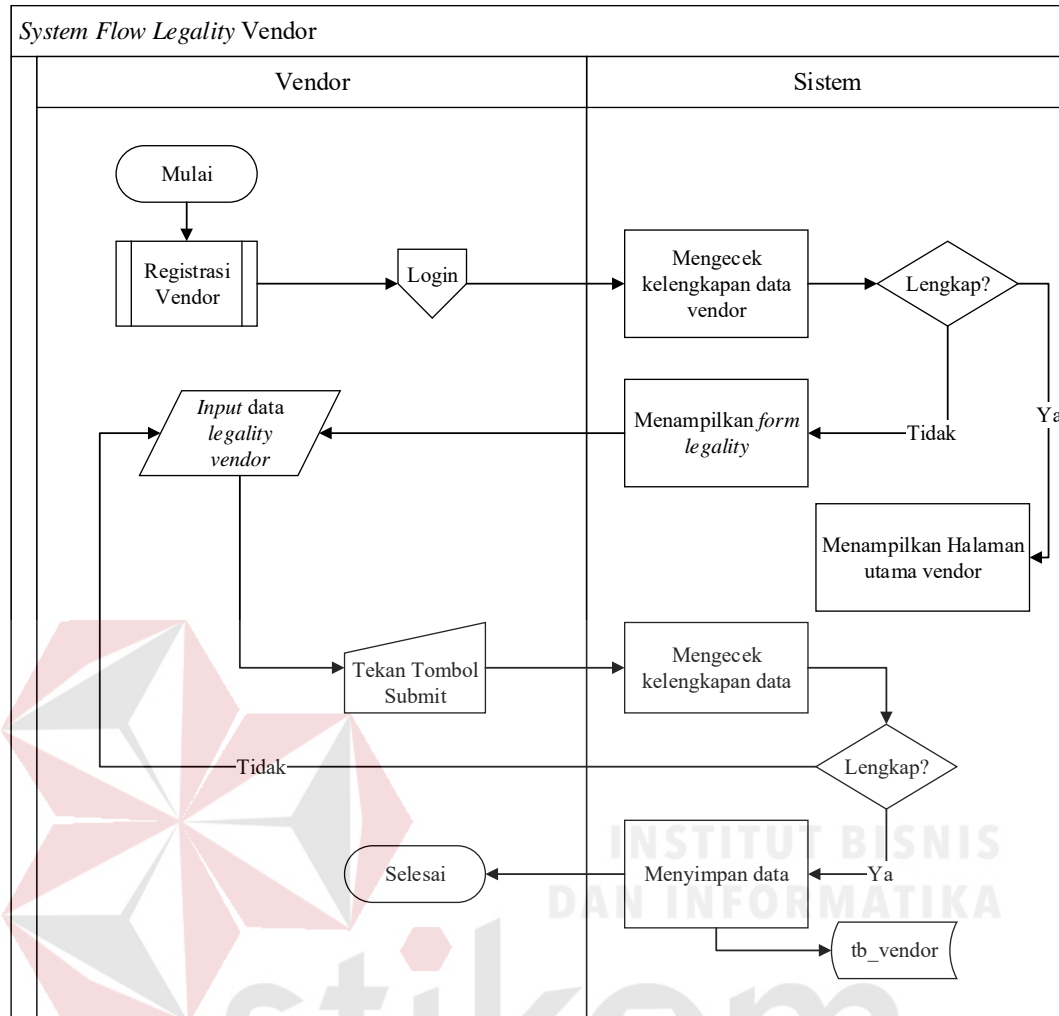 System Flow Legality Vendor
Vendor
Sistem
Mulai
Registrasi
Vendor
Login
Mengecek
kelengkapan data
vendor
Lengkap?
Ya
Tidak
Menampilkan form
legality
Input data
legality
vendor
Menampilkan Halaman
utama vendor
Tekan Tombol
Submit
Mengecek
kelengkapan data
Lengkap?
Tidak
Ya
Menyimpan data
Selesai
tb_vendor
INSTITUT BISNIS
DAN INFORMATIKA
stikom